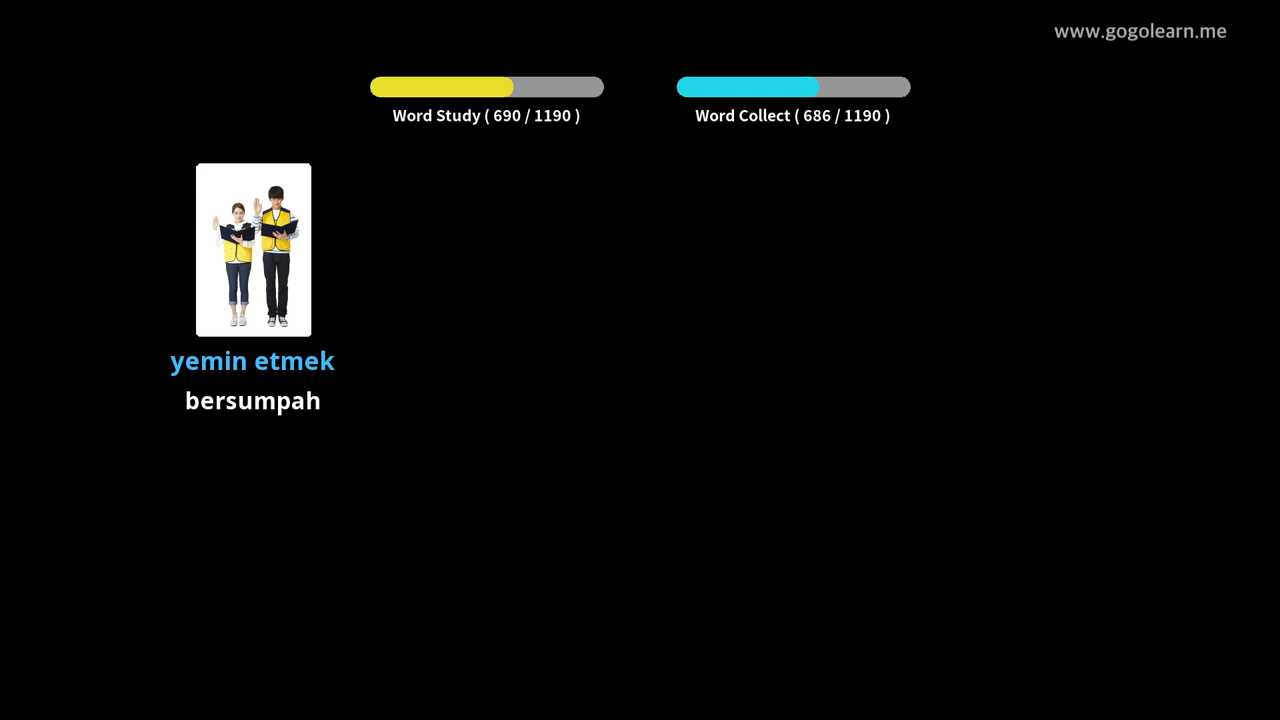 www.gogolearn.me
Word Study ( 690 / 1190 )
Word Collect ( 686 / 1190 )
yemin etmek
bersumpah